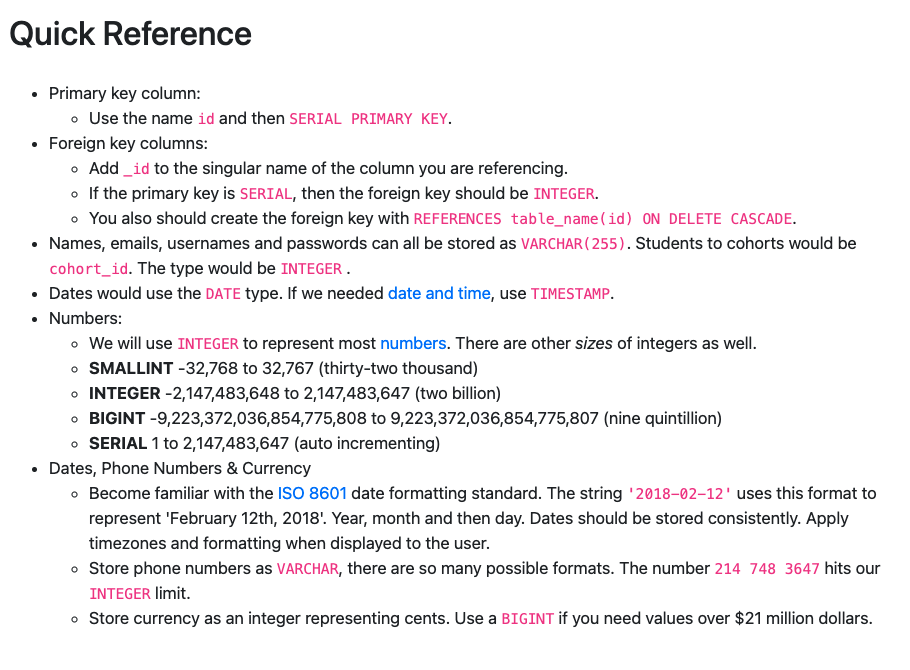 Quick Reference
Primary key column:
Use the name id and then SERIAL PRIMARY KEY.
Foreign key columns:
Add _id to the singular name of the column you are referencing.
If the primary key is SERIAL, then the foreign key should be INTEGER.
You also should create the foreign key with REFERENCES table_name(id) ON DELETE CASCADE.
Names, emails, usernames and passwords can all be stored as VARCHAR(255). Students to cohorts would be
cohort_id. The type would be INTEGER .
Dates would use the DATE type. If we needed date and time, use TIMESTAMP.
Numbers:
We will use INTEGER to represent most numbers. There are other sizes of integers as well.
SMALLINT -32,768 to 32,767 (thirty-two thousand)
INTEGER -2,147,483,648 to 2,147,483,647 (two billion)
BIGINT -9,223,372,036,854,775,808 to 9,223,372,036,854,775,807 (nine quintillion)
SERIAL 1 to 2,147,483,647 (auto incrementing)
Dates, Phone Numbers & Currency
Become familiar with the ISO 8601 date formatting standard. The string '2018-02-12' uses this format to
represent 'February 12th, 2018'. Year, month and then day. Dates should be stored consistently. Apply
timezones and formatting when displayed to the user.
Store phone numbers as VARCHAR, there are so many possible formats. The number 214 748 3647 hits our
INTEGER limit.
Store currency as an integer representing cents. Use a BIGINT if you need values over $21 million dollars.